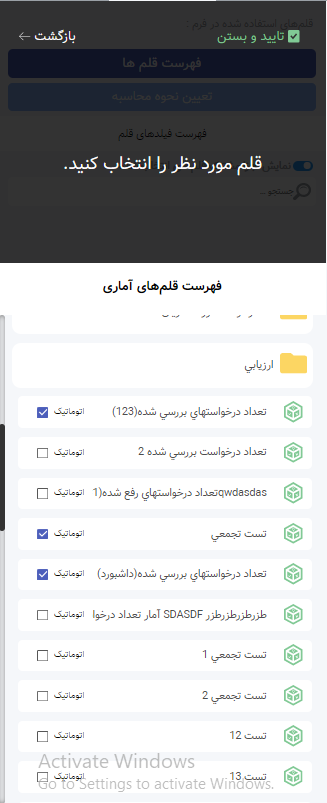 قلم‌های استفاده شده در فرم :
تایید و بستن
بازگشت
فهرست قلم ها
تعیین نحوه محاسبه
فهرست فیلدهای قلم
نمایش
قلم مورد نظر را انتخاب کنید.
جستجو...
فهرست قلم‌های آماری
ارزيابي
تعداد درخواستهاي بررسي شده(123) اتوماتیک
تعداد درخواست بررسي شده 2 اتوماتیک
qwdasdasتعداد درخواستهاي رفع شده(1 اتوماتیک
تست تجمعي اتوماتیک
تعداد درخواستهاي بررسي شده(داشبورد) اتوماتیک
طزرطزرطزرطزر SDASDF آمار تعداد درخوا اتوماتیک
تست تجمعي 1 اتوماتیک
تست تجمعي 2 اتوماتیک
تست 12 اتوماتیک
Activate Windows
تست 13 اتوماتیک
Go to Settings to activate Windows.